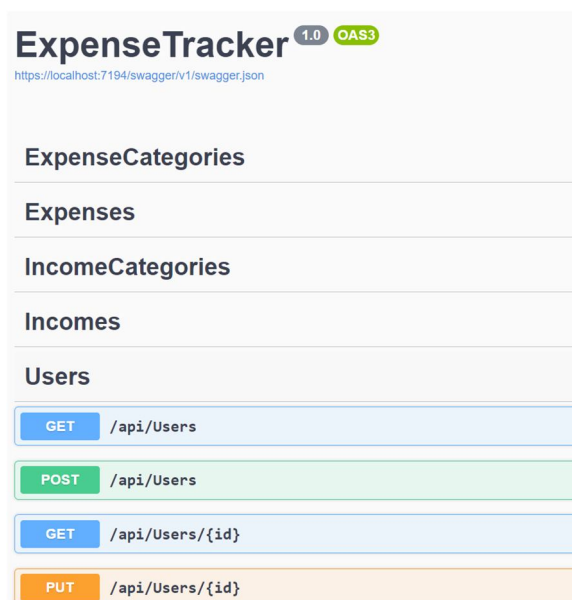 ExpenseTracker 1.0 OAS3
https://localhost:7194/swagger/v1/swagger.json
ExpenseCategories
Expenses
IncomeCategories
Incomes
Users
GET /api/Users
POST /api/Users
GET /api/Users/{id}
PUT /api/Users/{id}